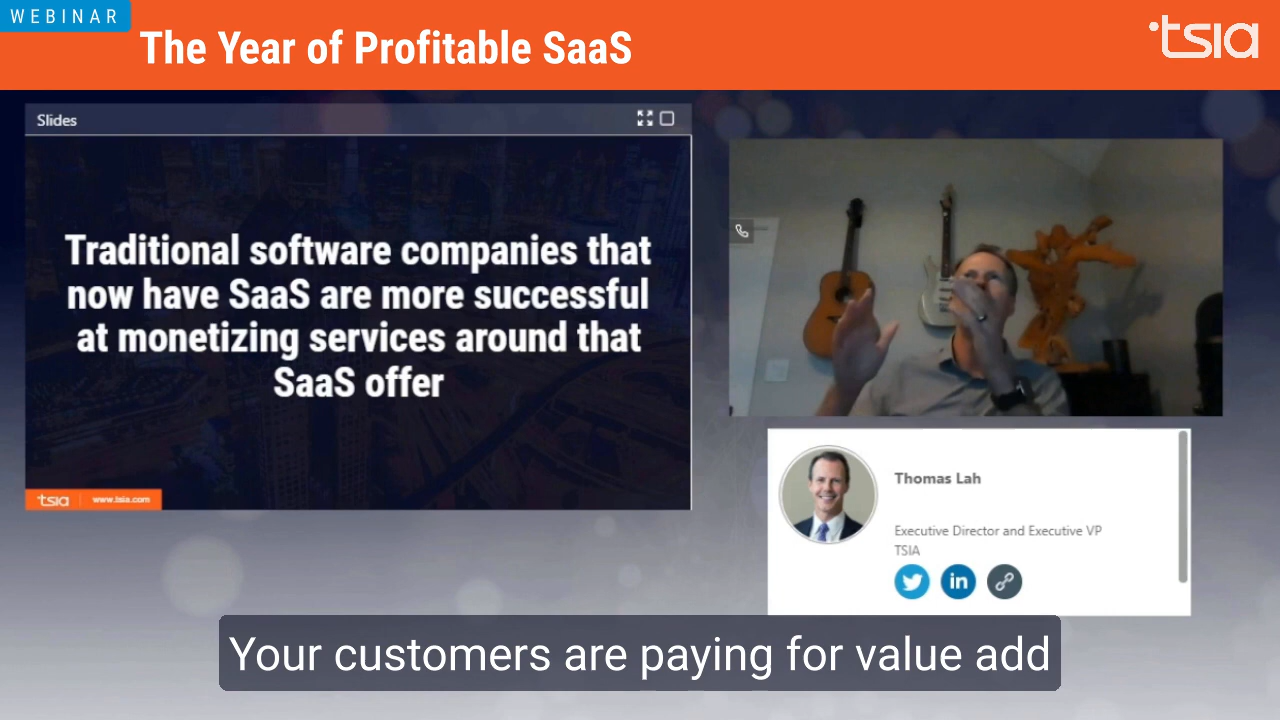 WEBINAR
The Year of Profitable SaaS
tsia
Slides
Traditional software companies that
now have SaaS are more successful
at monetizing services around that
SaaS offer
tsia
www.tsia.com
Thomas Lah
Executive Director and Executive VP
TSIA
in
Your customers are paying for value add